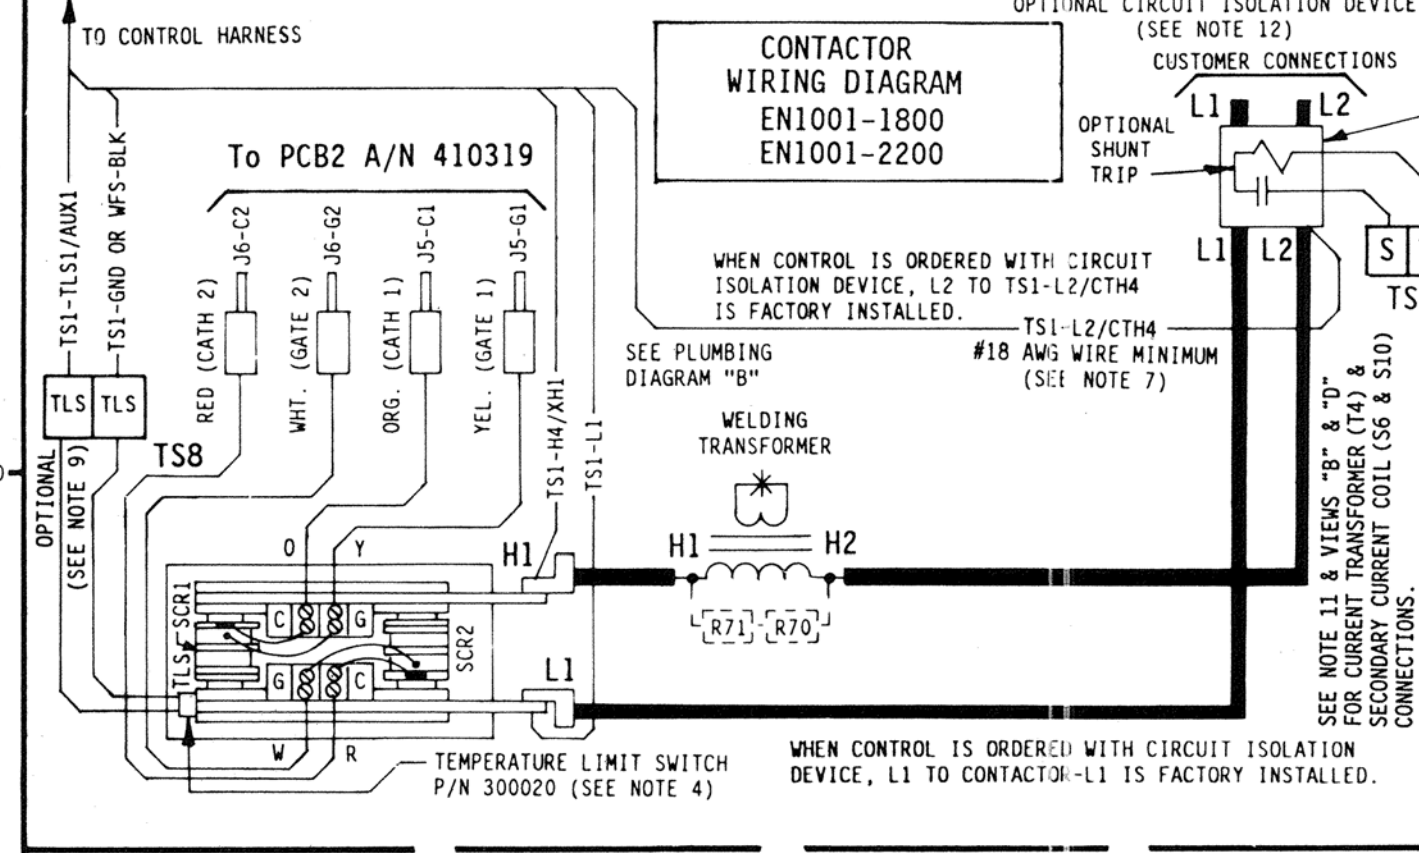 OPTIONAL CIRCUIT ISOLATION DEVICE
(SEE NOTE 12)
CUSTOMER CONNECTIONS
L1
L2
TO CONTROL HARNESS
CONTACTOR
WIRING DIAGRAM
EN1001-1800
EN1001-2200
OPTIONAL
SHUNT
TRIP
To PCB2 A/N 410319
TS1-TLS1/AUX1
TS1-GND OR WFS-BLK
J6-C2
J6-G2
J5-C1
J5-G1
RED (CATH 2)
WHT. (GATE 2)
ORG. (CATH 1)
YEL. (GATE 1)
L1
L2
S
TS
WHEN CONTROL IS ORDERED WITH CIRCUIT
ISOLATION DEVICE, L2 TO TS1-L2/CTH4
IS FACTORY INSTALLED.
TS1-L2/CTH4
#18 AWG WIRE MINIMUM
(SEE NOTE 7)
SEE PLUMBING
DIAGRAM "B"
TLS
TLS
TS8
OPTIONAL
(SEE NOTE 9)
TS1-H4/XH1
TS1-L1
WELDING
TRANSFORMER
H1
H2
R71
R70
O
Y
H1
TLS
SCR1
C
G
SCR2
G
C
L1
W
R
TEMPERATURE LIMIT SWITCH
P/N 300020 (SEE NOTE 4)
WHEN CONTROL IS ORDERED WITH CIRCUIT ISOLATION
DEVICE, L1 TO CONTACTOR-L1 IS FACTORY INSTALLED.
SEE NOTE 11 & VIEWS "B" & "D"
FOR CURRENT TRANSFORMER (T4) &
SECONDARY CURRENT COIL (S6 & S10)
CONNECTIONS.